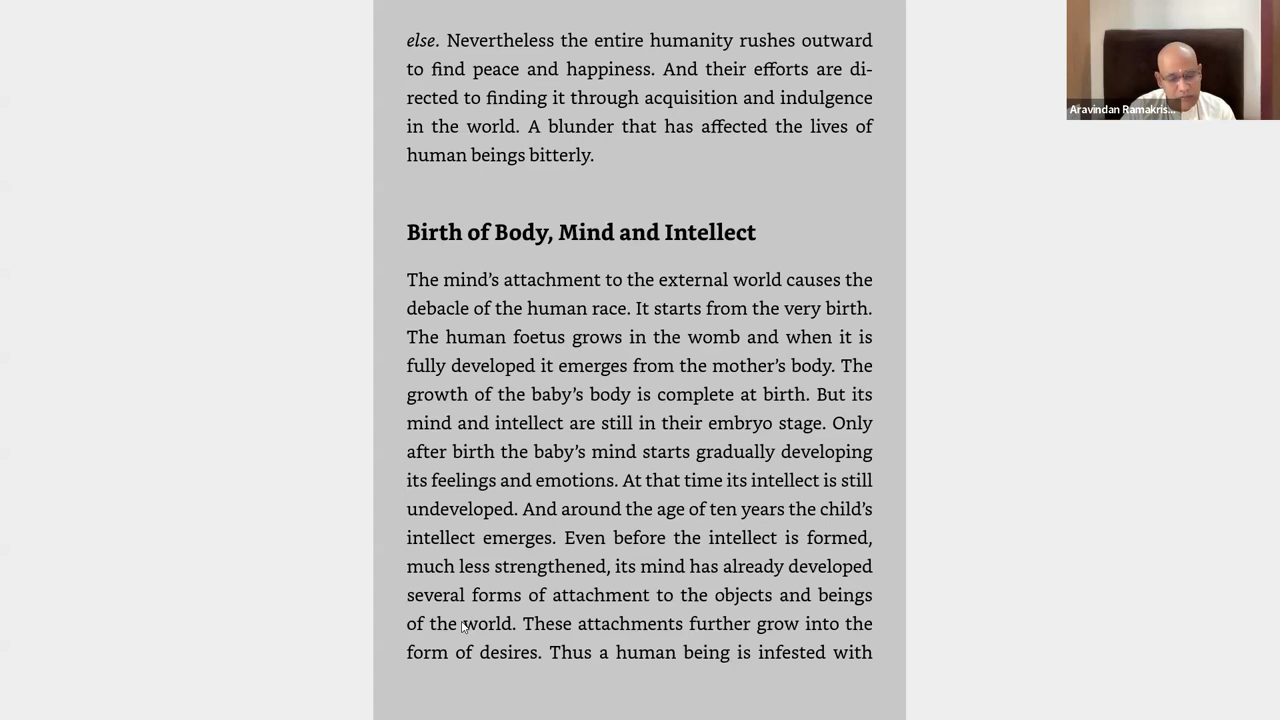 else. Nevertheless the entire humanity rushes outward
to find peace and happiness. And their efforts are di-
rected to finding it through acquisition and indulgence
in the world. A blunder that has affected the lives of
human beings bitterly.
Birth of Body, Mind and Intellect
The mind’s attachment to the external world causes the
debacle of the human race. It starts from the very birth.
The human foetus grows in the womb and when it is
fully developed it emerges from the mother’s body. The
growth of the baby’s body is complete at birth. But its
mind and intellect are still in their embryo stage. Only
after birth the baby’s mind starts gradually developing
its feelings and emotions. At that time its intellect is still
undeveloped. And around the age of ten years the child’s
intellect emerges. Even before the intellect is formed,
much less strengthened, its mind has already developed
several forms of attachment to the objects and beings
of the world. These attachments further grow into the
form of desires. Thus a human being is infested with
Aravindan Ramakris...